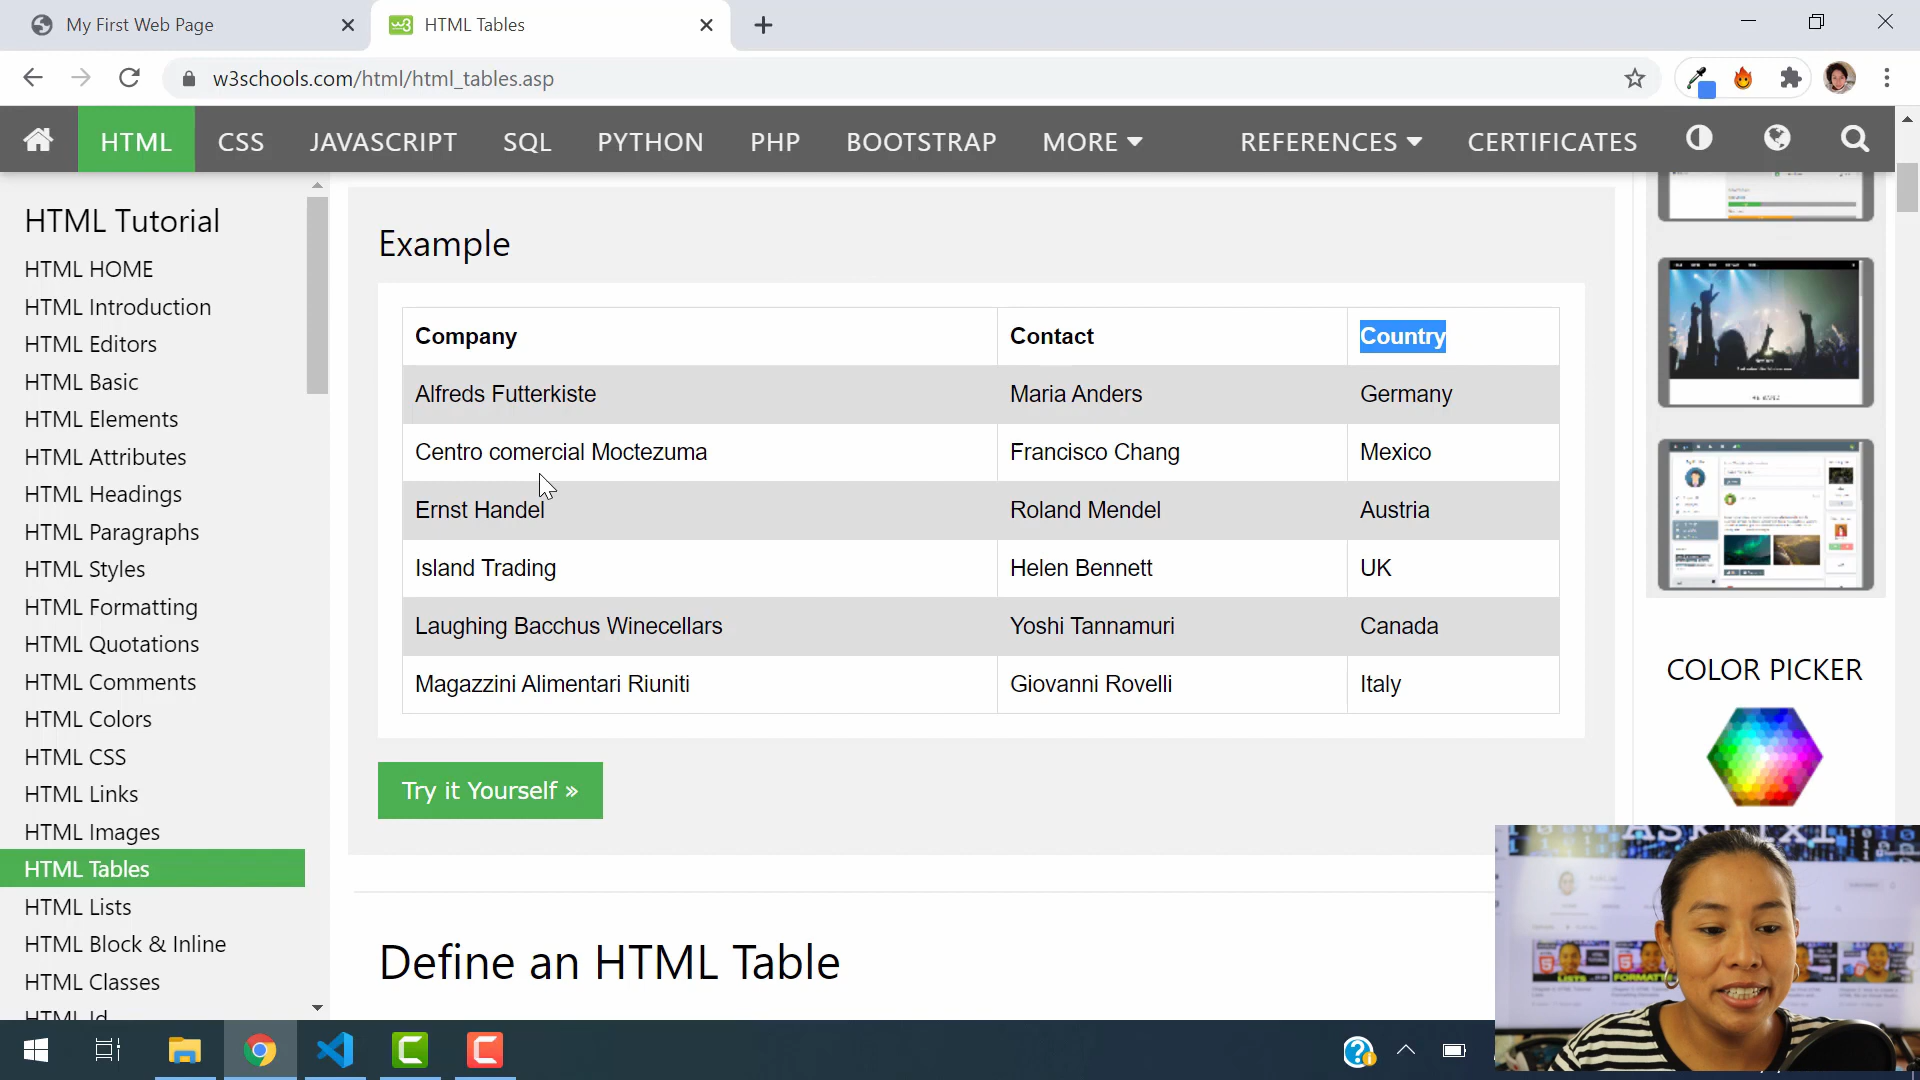 My First Web Page
HTML Tables
w3schools.com/html/html_tables.asp
HTML CSS JAVASCRIPT SQL PYTHON PHP BOOTSTRAP MORE REFERENCES CERTIFICATES
HTML Tutorial
HTML HOME
HTML Introduction
HTML Editors
HTML Basic
HTML Elements
HTML Attributes
HTML Headings
HTML Paragraphs
HTML Styles
HTML Formatting
HTML Quotations
HTML Comments
HTML Colors
HTML CSS
HTML Links
HTML Images
HTML Tables
HTML Lists
HTML Block & Inline
HTML Classes
HTML Id
Example
Company Contact Country
Alfreds Futterkiste Maria Anders Germany
Centro comercial Moctezuma Francisco Chang Mexico
Ernst Handel Roland Mendel Austria
Island Trading Helen Bennett UK
Laughing Bacchus Winecellars Yoshi Tannamuri Canada
Magazzini Alimentari Riuniti Giovanni Rovelli Italy
Try it Yourself »
Define an HTML Table
COLOR PICKER